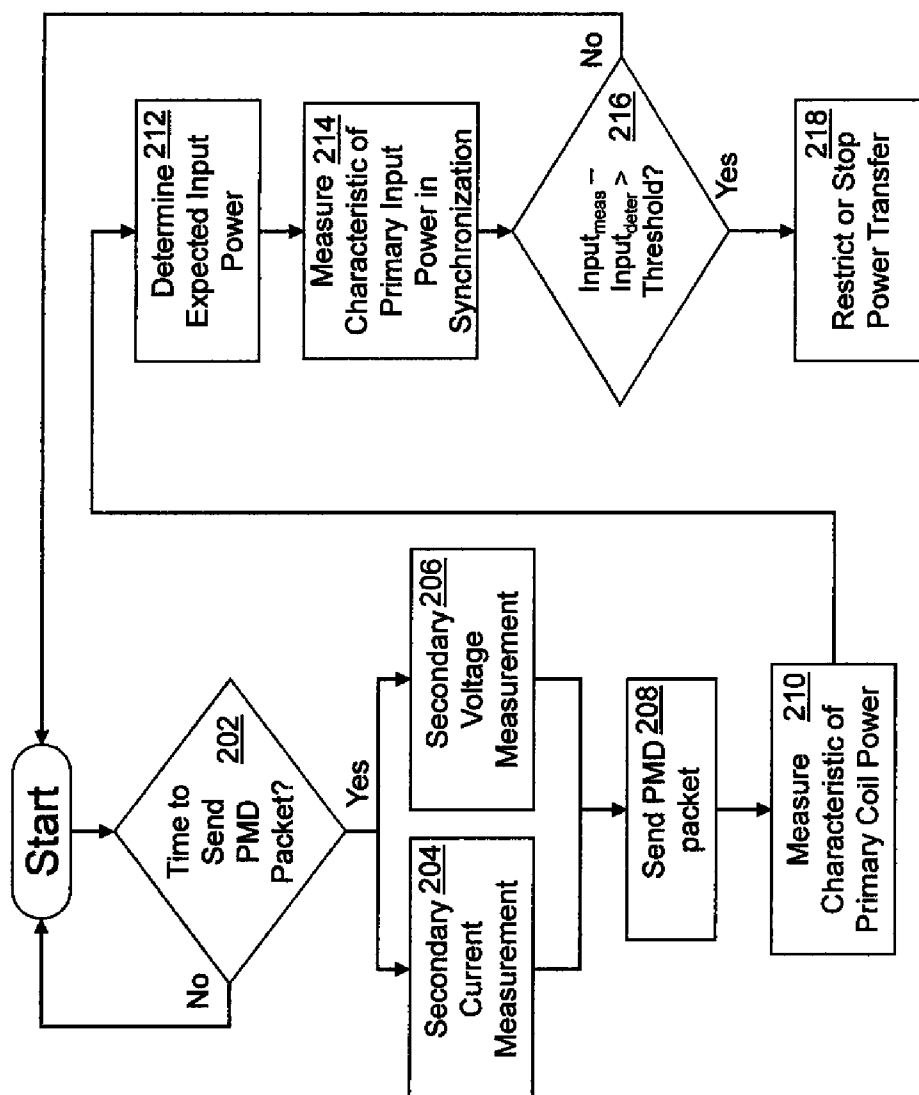 Start
Time to
Send 202
PMD
Packet?
No
Yes
Secondary 204
Current
Measurement
Secondary 206
Voltage
Measurement
Send PMD 208
packet
Measure 210
Characteristic of
Primary Coil Power
Determine 212
Expected Input
Power
Measure 214
Characteristic of
Primary Input
Power in
Synchronization
Input_meas –
Input_deter > 216
Threshold?
No
Yes
218
Restrict or Stop
Power Transfer